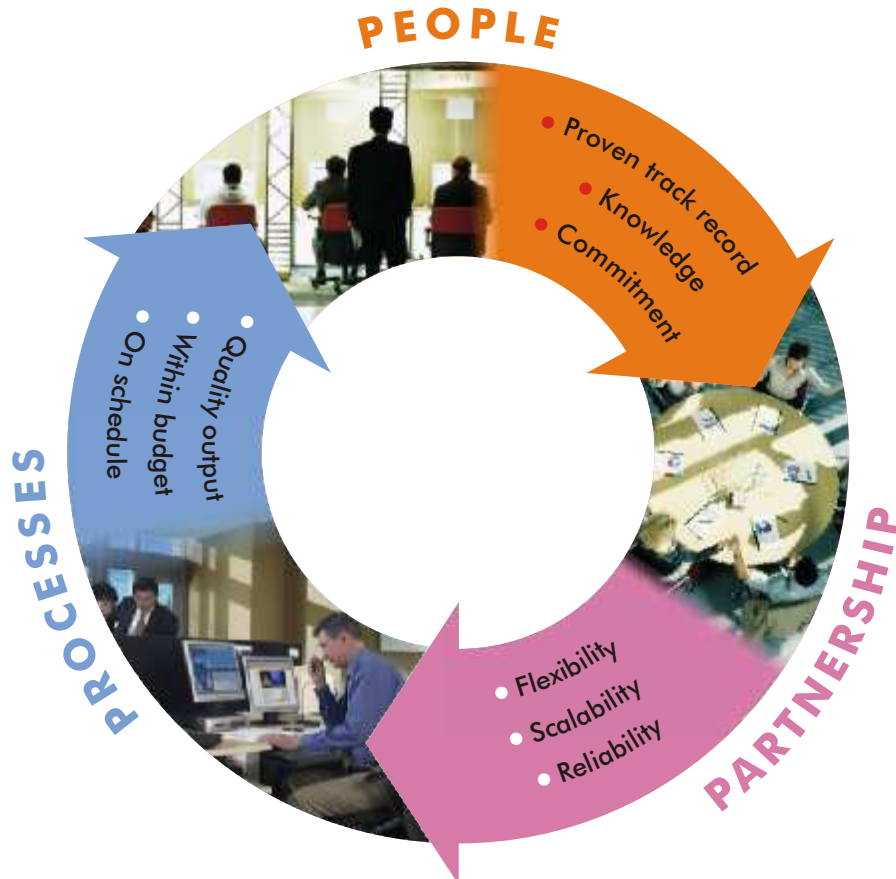 PEOPLE
Proven track record
Knowledge
Commitment
PARTNERSHIP
Flexibility
Scalability
Reliability
PROCESSES
Quality output
Within budget
On schedule